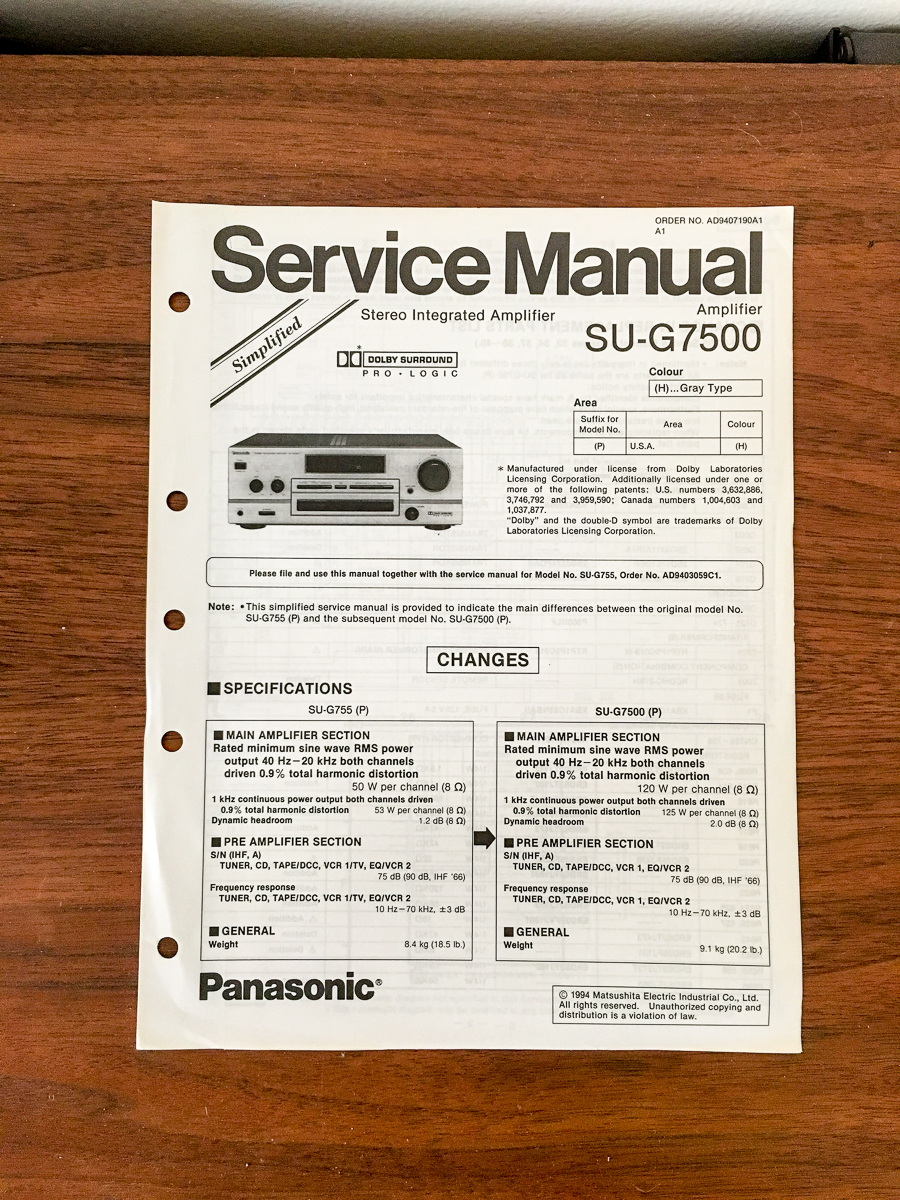 ORDER NO. AD9407190A1
A1
Service Manual
Amplifier
Simplified
Stereo Integrated Amplifier
SU-G7500
* DOLBY SURROUND
PRO・LOGIC
Colour
(H)...Gray Type
Area
Suffix for Model No. Area Colour
(P) U.S.A. (H)
* Manufactured under license from Dolby Laboratories
Licensing Corporation. Additionally licensed under one or
more of the following patents: U.S. numbers 3,632,886,
3,746,792 and 3,959,590; Canada numbers 1,004,603 and
1,037,877.
“Dolby” and the double-D symbol are trademarks of Dolby
Laboratories Licensing Corporation.
Please file and use this manual together with the service manual for Model No. SU-G755, Order No. AD9403059C1.
Note: • This simplified service manual is provided to indicate the main differences between the original model No.
SU-G755 (P) and the subsequent model No. SU-G7500 (P).
CHANGES
■ SPECIFICATIONS
SU-G755 (P)
■ MAIN AMPLIFIER SECTION
Rated minimum sine wave RMS power
output 40 Hz–20 kHz both channels
driven 0.9% total harmonic distortion
50 W per channel (8 Ω)
1 kHz continuous power output both channels driven
0.9% total harmonic distortion 53 W per channel (8 Ω)
Dynamic headroom 1.2 dB (8 Ω)
■ PRE AMPLIFIER SECTION
S/N (IHF, A)
TUNER, CD, TAPE/DCC, VCR 1/TV, EQ/VCR 2
75 dB (90 dB, IHF ’66)
Frequency response
TUNER, CD, TAPE/DCC, VCR 1/TV, EQ/VCR 2
10 Hz–70 kHz, ±3 dB
■ GENERAL
Weight 8.4 kg (18.5 lb.)
SU-G7500 (P)
■ MAIN AMPLIFIER SECTION
Rated minimum sine wave RMS power
output 40 Hz–20 kHz both channels
driven 0.9% total harmonic distortion
120 W per channel (8 Ω)
1 kHz continuous power output both channels driven
0.9% total harmonic distortion 125 W per channel (8 Ω)
Dynamic headroom 2.0 dB (8 Ω)
■ PRE AMPLIFIER SECTION
S/N (IHF, A)
TUNER, CD, TAPE/DCC, VCR 1, EQ/VCR 2
75 dB (90 dB, IHF ’66)
Frequency response
TUNER, CD, TAPE/DCC, VCR 1, EQ/VCR 2
10 Hz–70 kHz, ±3 dB
■ GENERAL
Weight 9.1 kg (20.2 lb.)
Panasonic®
© 1994 Matsushita Electric Industrial Co., Ltd.
All rights reserved. Unauthorized copying and
distribution is a violation of law.